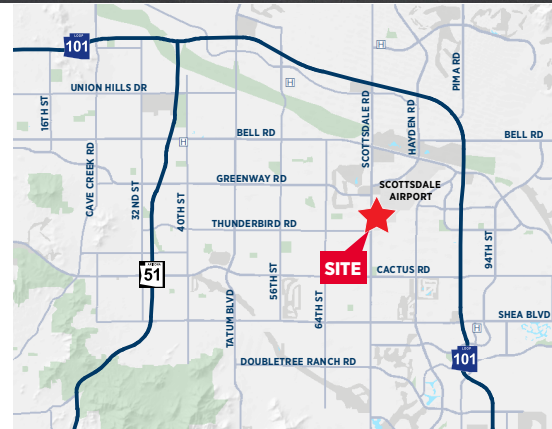 LOOP
101
PIMA RD
H
H
UNION HILLS DR
16TH ST
SCOTTSDALE RD
HAYDEN RD
BELL RD
BELL RD
H
CAVE CREEK RD
32ND ST
40TH ST
GREENWAY RD
SCOTTSDALE
AIRPORT
THUNDERBIRD RD
94TH ST
SITE
CACTUS RD
ARIZONA
51
56TH ST
64TH ST
TATUM BLVD
SHEA BLVD
H
LOOP
101
DOUBLETREE RANCH RD